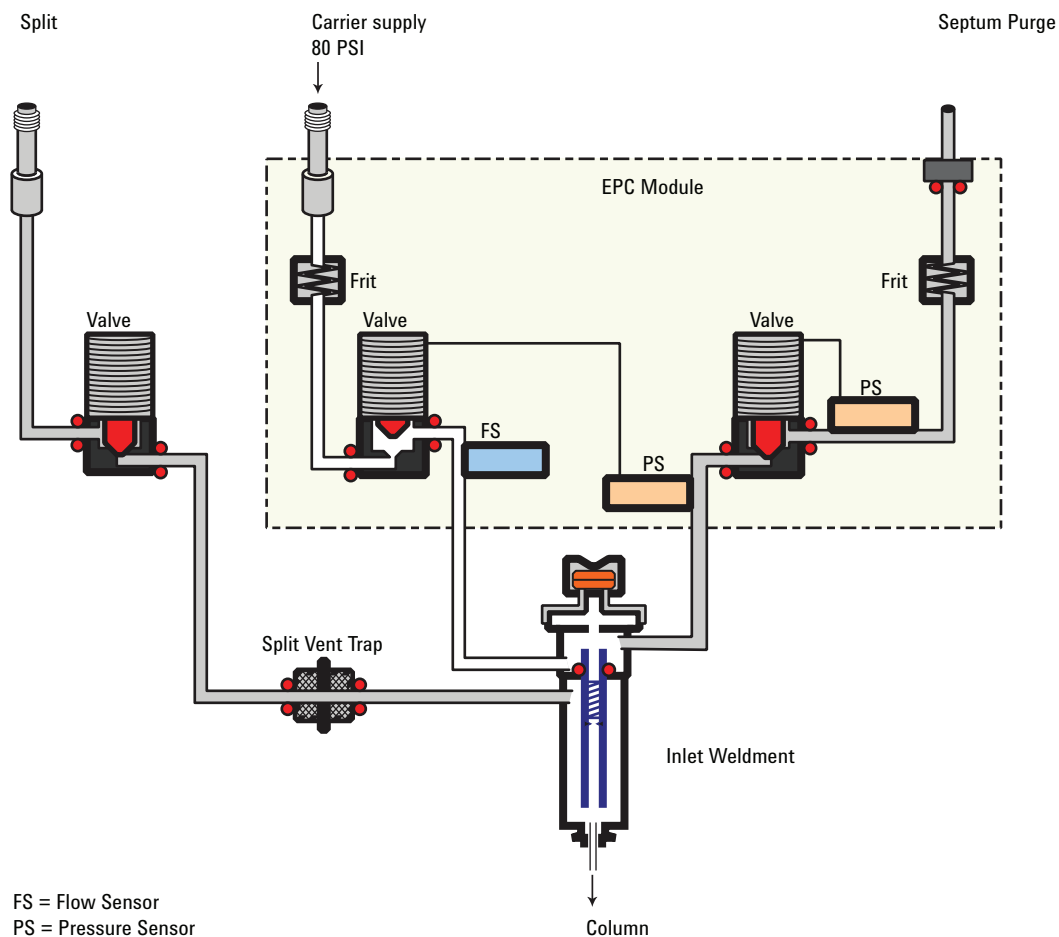 Split
Carrier supply
80 PSI
Septum Purge
EPC Module
Frit
Frit
Valve
Valve
Valve
PS
FS
PS
Split Vent Trap
Inlet Weldment
FS = Flow Sensor
PS = Pressure Sensor
Column